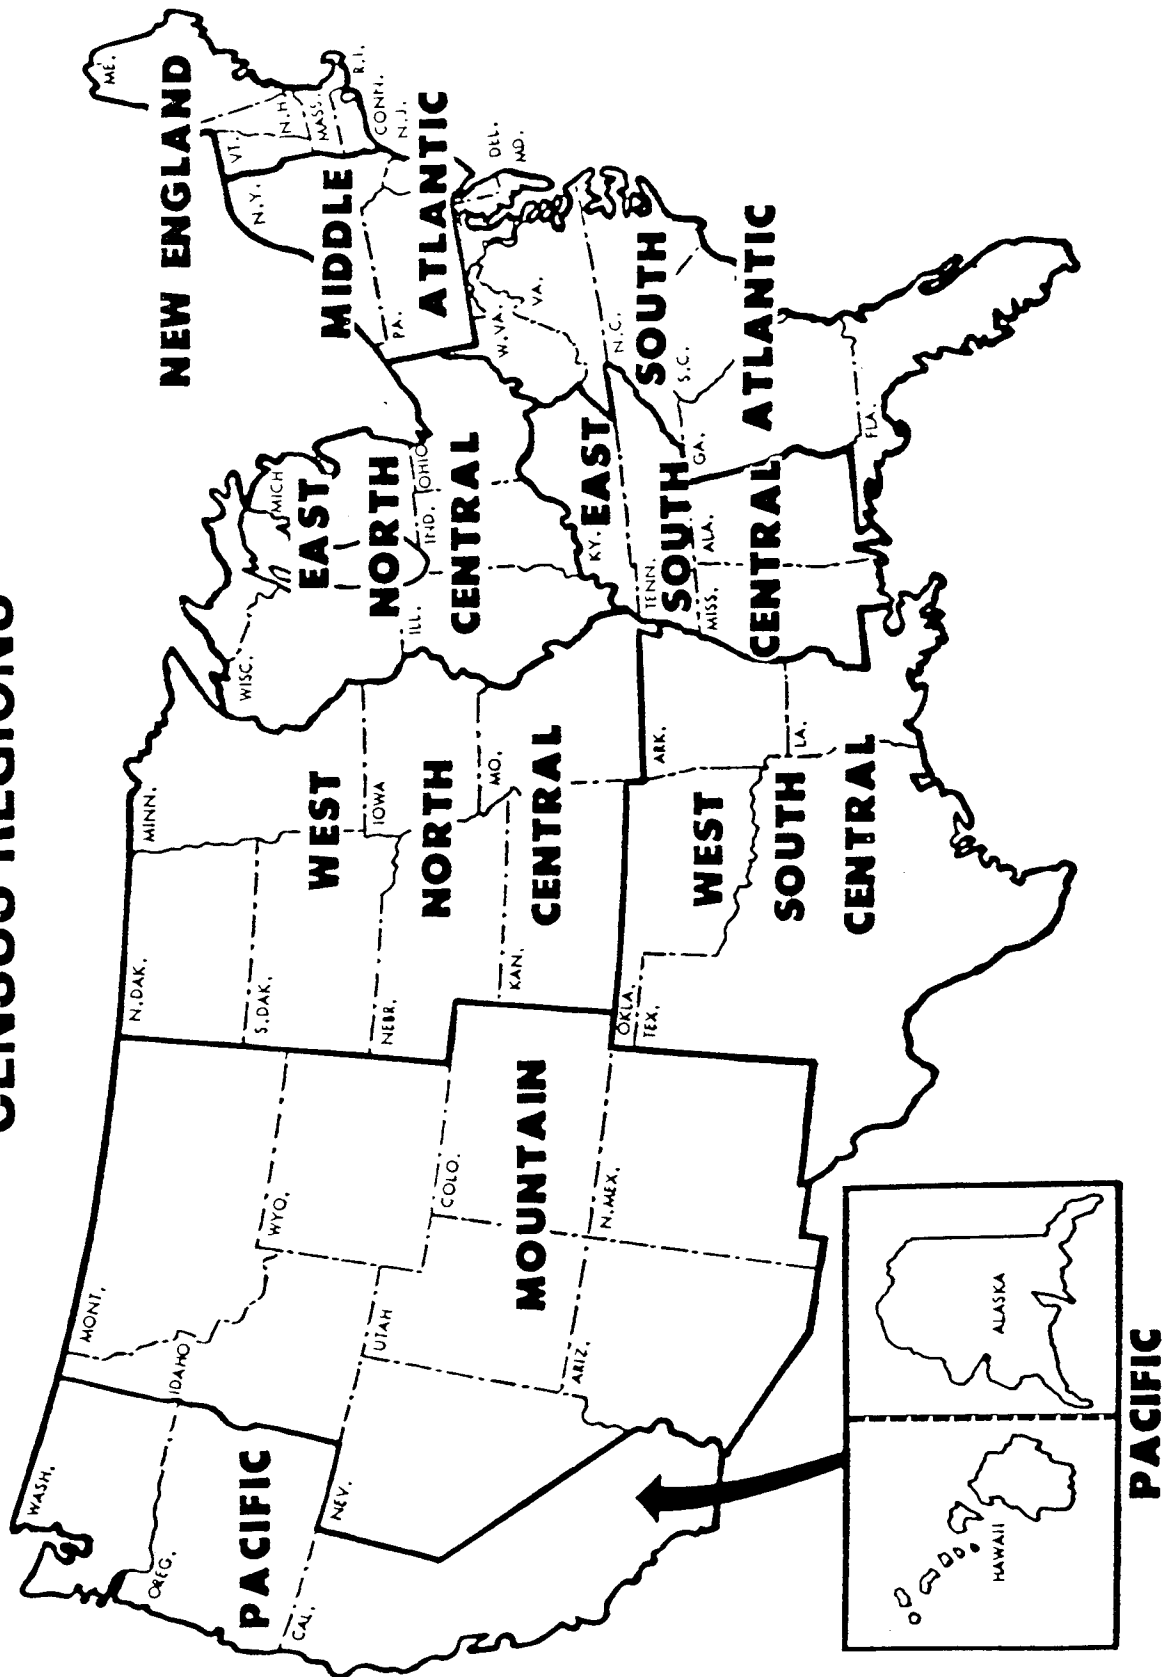 CENSUS REGIONS
WASH.
MONT.
N.DAK.
MINN.
ME.
OREG.
IDAHO
WYO.
S.DAK.
WISC.
MICH
N.Y.
VT.
N.H.
MASS.
R.I.
CONN.
N.J.
NEW ENGLAND
PACIFIC
WEST
NORTH
CENTRAL
EAST
NORTH
CENTRAL
MIDDLE
ATLANTIC
CAL.
NEV.
UTAH
COLO.
NEBR.
IOWA
ILL.
IND.
OHIO
PA.
DEL.
MD.
MOUNTAIN
KAN.
MO.
KY.
W.VA.
VA.
ARIZ.
N.MEX.
OKLA.
TEX.
ARK.
TENN.
N.C.
EAST
SOUTH
CENTRAL
SOUTH
ATLANTIC
WEST
SOUTH
CENTRAL
LA.
MISS.
ALA.
GA.
S.C.
FLA.
HAWAII
ALASKA
PACIFIC